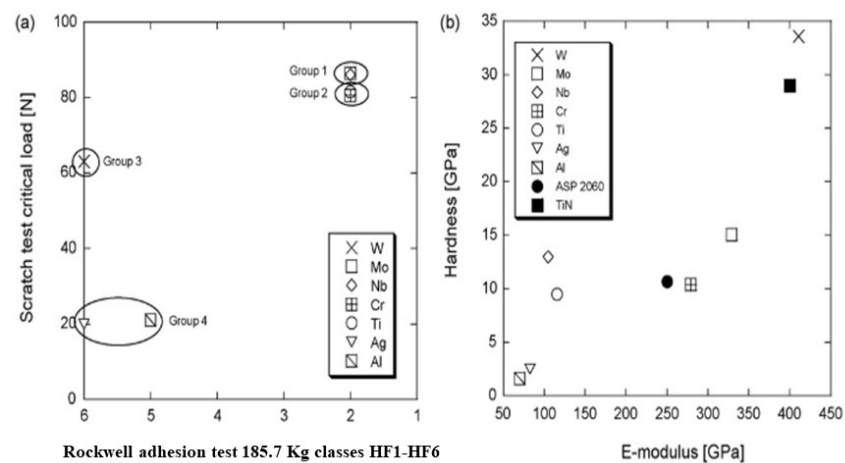 (a)
Scratch test critical load [N]
100
80
60
40
20
0
Group 1
Group 2
Group 3
Group 4
W
Mo
Nb
Cr
Ti
Ag
Al
6 5 4 3 2 1
Rockwell adhesion test 185.7 Kg classes HF1-HF6
(b)
Hardness [GPa]
35
30
25
20
15
10
5
0
W
Mo
Nb
Cr
Ti
Ag
Al
ASP 2060
TiN
50 100 150 200 250 300 350 400 450
E-modulus [GPa]